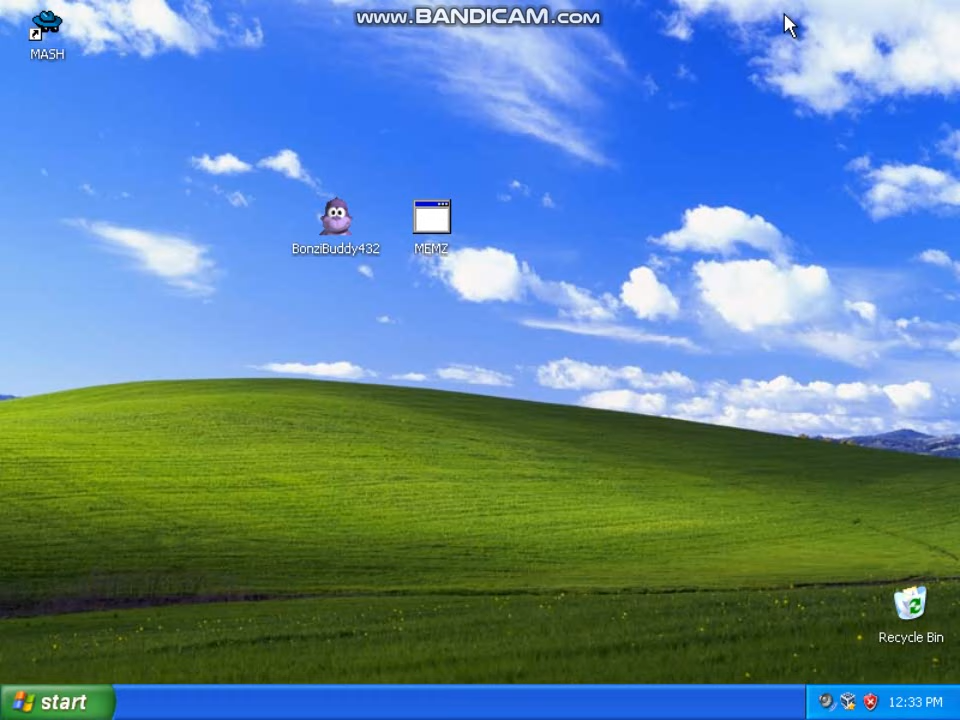 www.BANDICAM.com
MASH
BonziBuddy432
MEMZ
Recycle Bin
start
12:33 PM